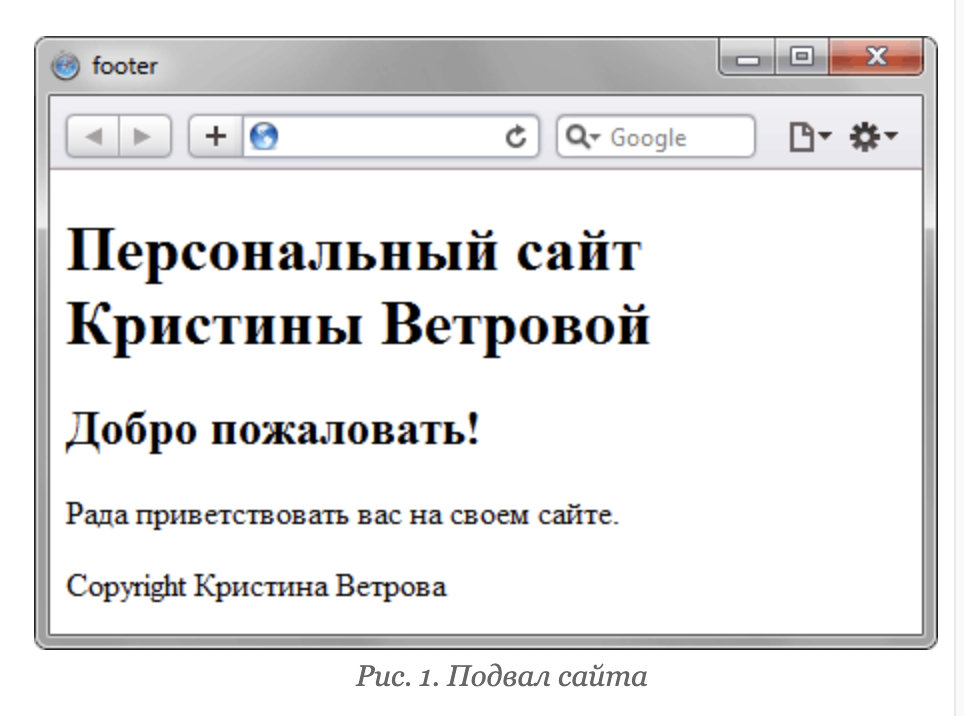 footer
Google
Персональный сайт
Кристины Ветровой
Добро пожаловать!
Рада приветствовать вас на своем сайте.
Copyright Кристина Ветрова
Рис. 1. Подвал сайта